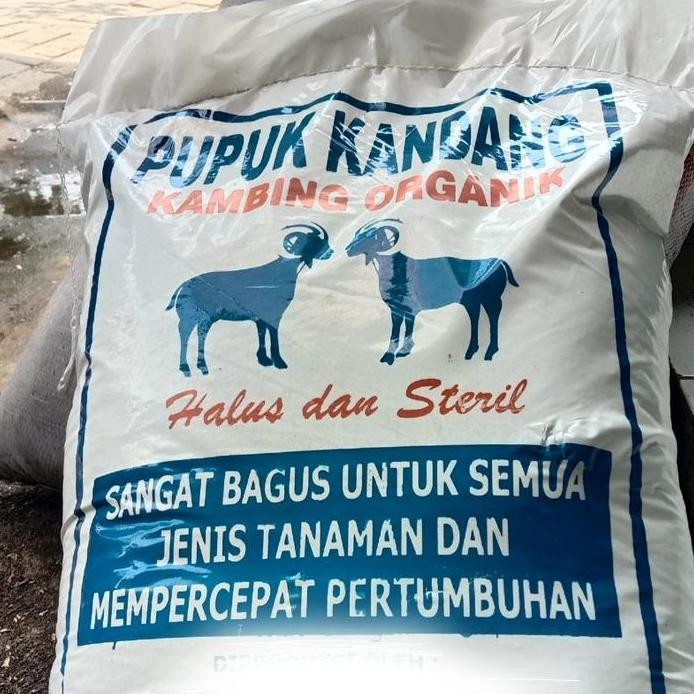 PUPUK KANDANG
KAMBING ORGANIK
Halus dan Steril
SANGAT BAGUS UNTUK SEMUA
JENIS TANAMAN DAN
MEMPERCEPAT PERTUMBUHAN